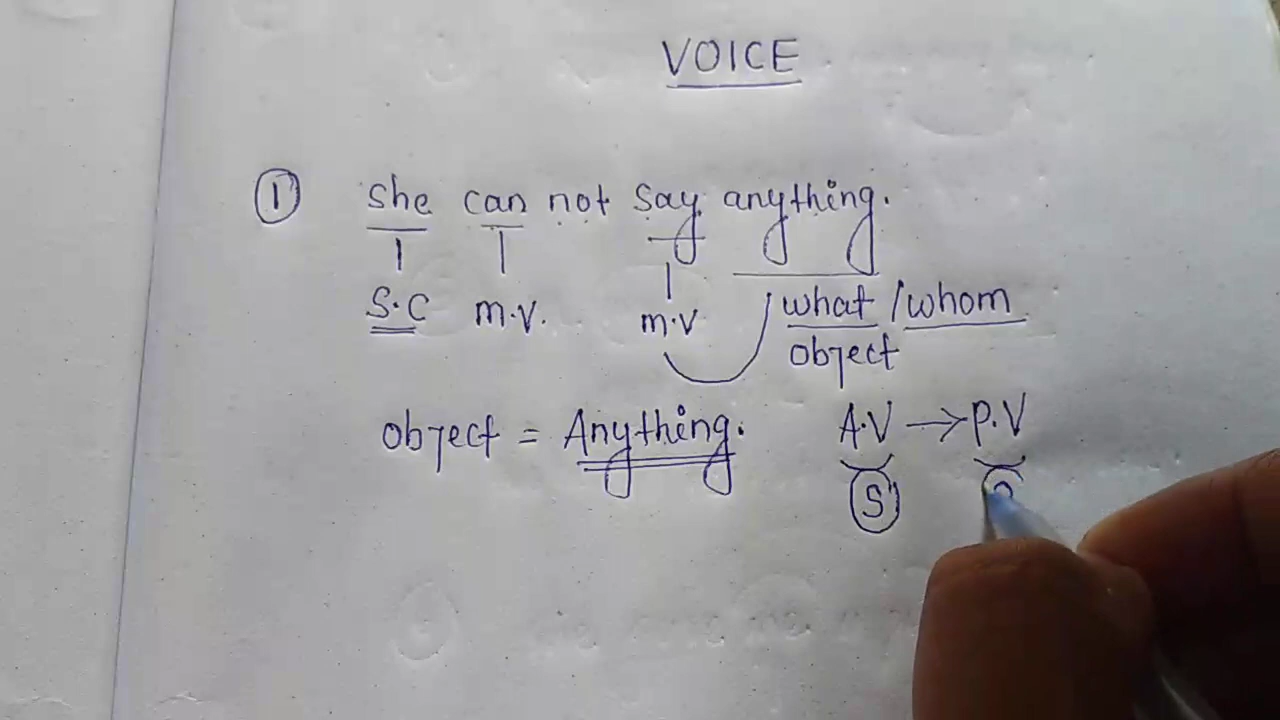 VOICE
① she can not say anything.
S.C m.v. m.v what / whom
object
object = Anything. A.V → P.V
S